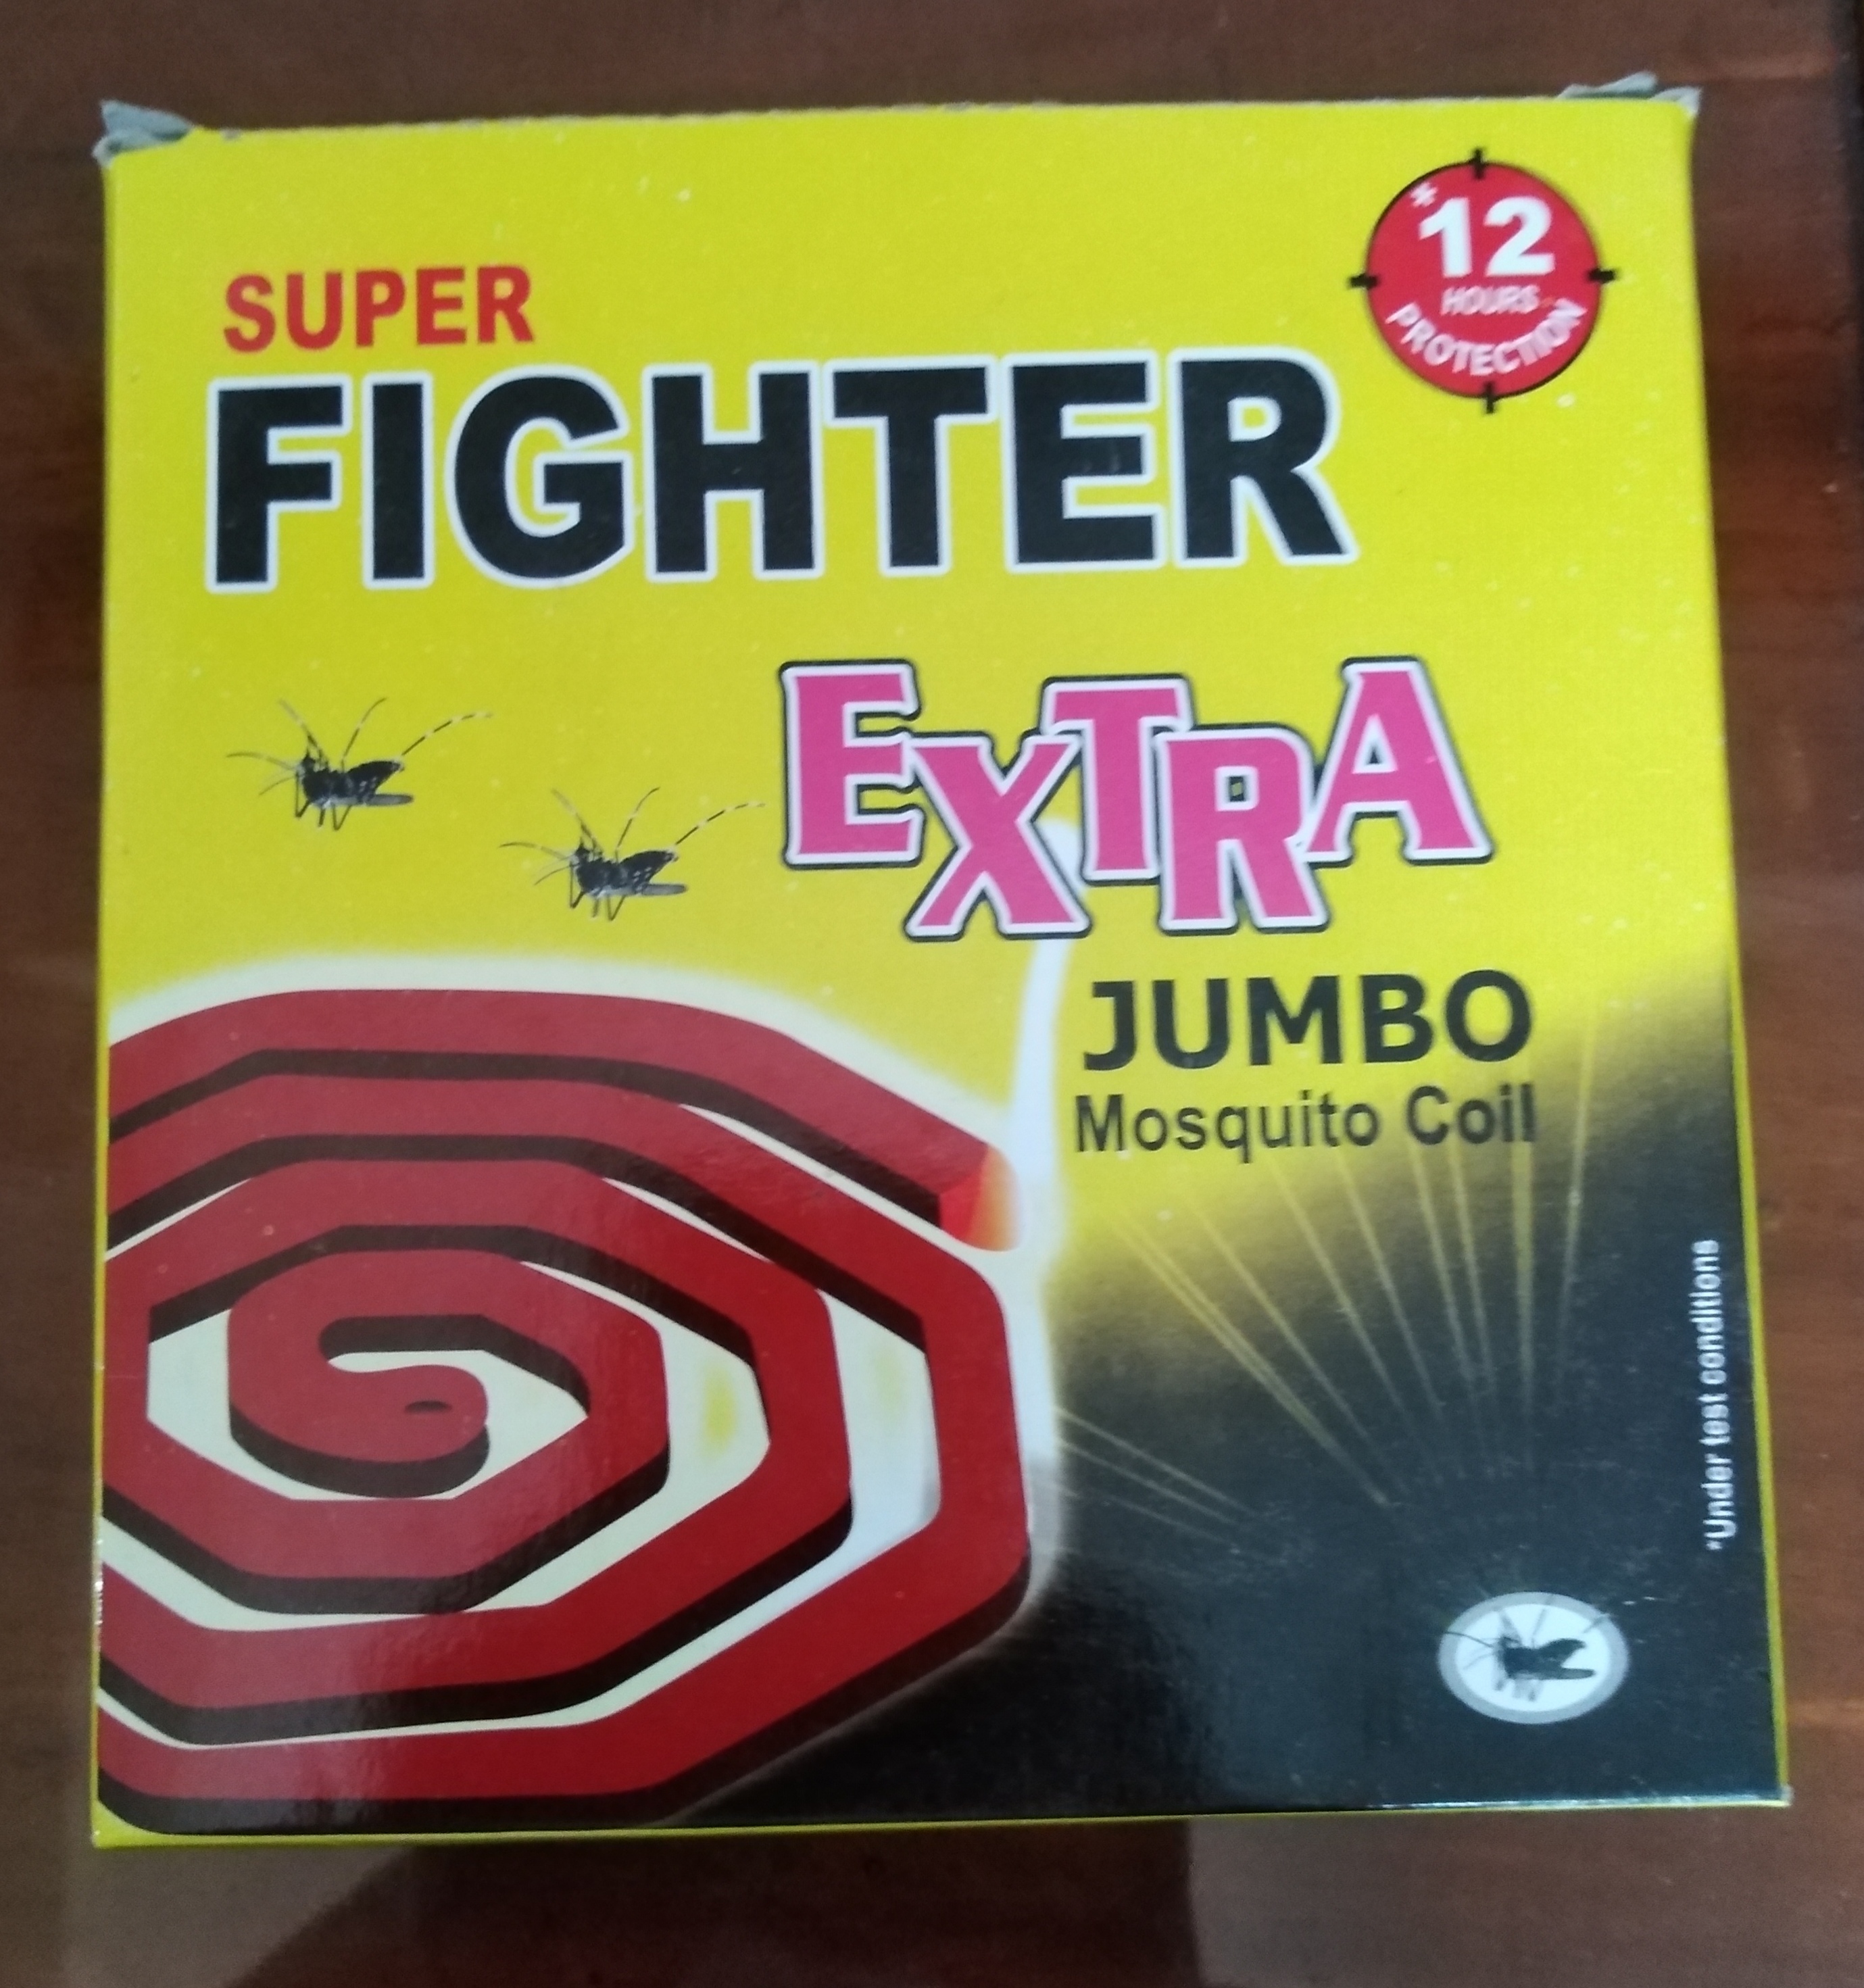 *12
HOURS
PROTECTION
SUPER
FIGHTER
EXTRA
JUMBO
Mosquito Coil
*Under test conditions